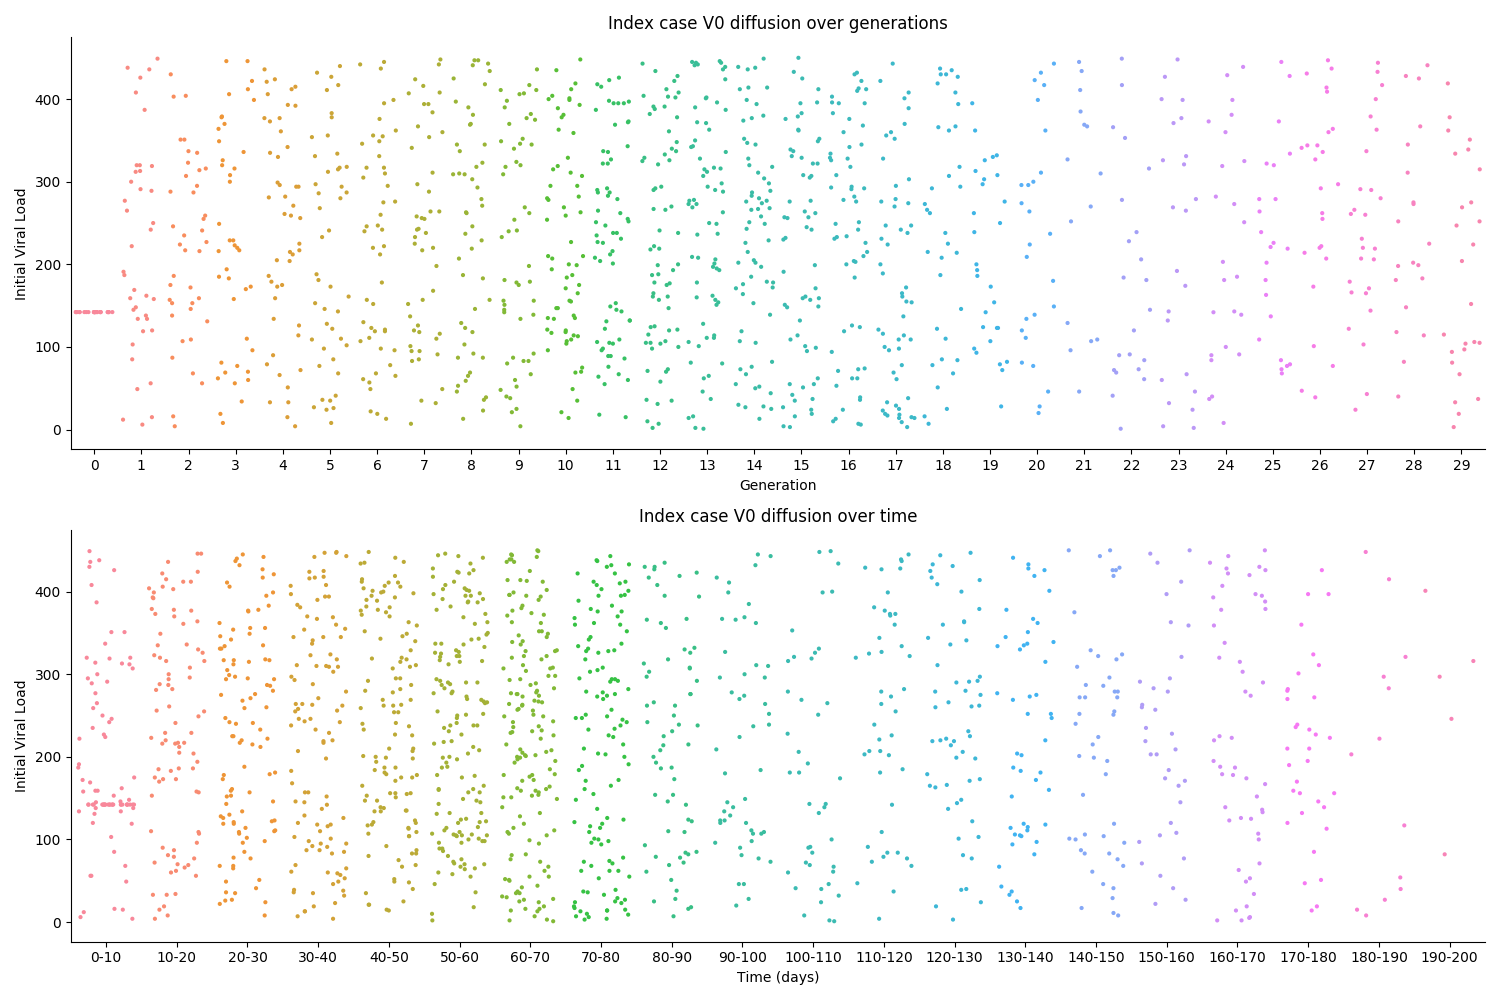 Index case V0 diffusion over generations
Initial Viral Load
400
300
200
100
0
0 1 2 3 4 5 6 7 8 9 10 11 12 13 14 15 16 17 18 19 20 21 22 23 24 25 26 27 28 29
Generation
Index case V0 diffusion over time
Initial Viral Load
400
300
200
100
0
0-10 10-20 20-30 30-40 40-50 50-60 60-70 70-80 80-90 90-100 100-110 110-120 120-130 130-140 140-150 150-160 160-170 170-180 180-190 190-200
Time (days)